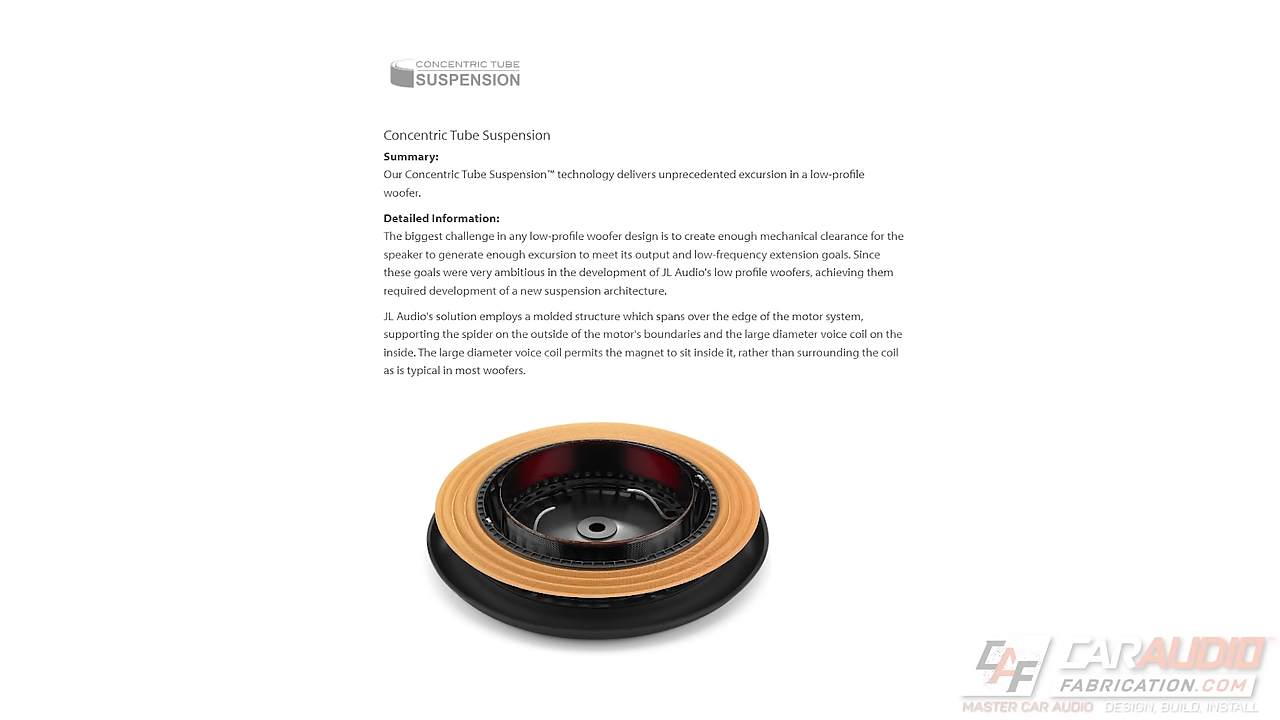 CONCENTRIC TUBE
SUSPENSION
Concentric Tube Suspension
Summary:
Our Concentric Tube Suspension™ technology delivers unprecedented excursion in a low-profile
woofer.
Detailed Information:
The biggest challenge in any low-profile woofer design is to create enough mechanical clearance for the
speaker to generate enough excursion to meet its output and low-frequency extension goals. Since
these goals were very ambitious in the development of JL Audio's low profile woofers, achieving them
required development of a new suspension architecture.
JL Audio's solution employs a molded structure which spans over the edge of the motor system,
supporting the spider on the outside of the motor's boundaries and the large diameter voice coil on the
inside. The large diameter voice coil permits the magnet to sit inside it, rather than surrounding the coil
as is typical in most woofers.
CAF
CARAUDIO
FABRICATION.COM
MASTER CAR AUDIO DESIGN, BUILD, INSTALL